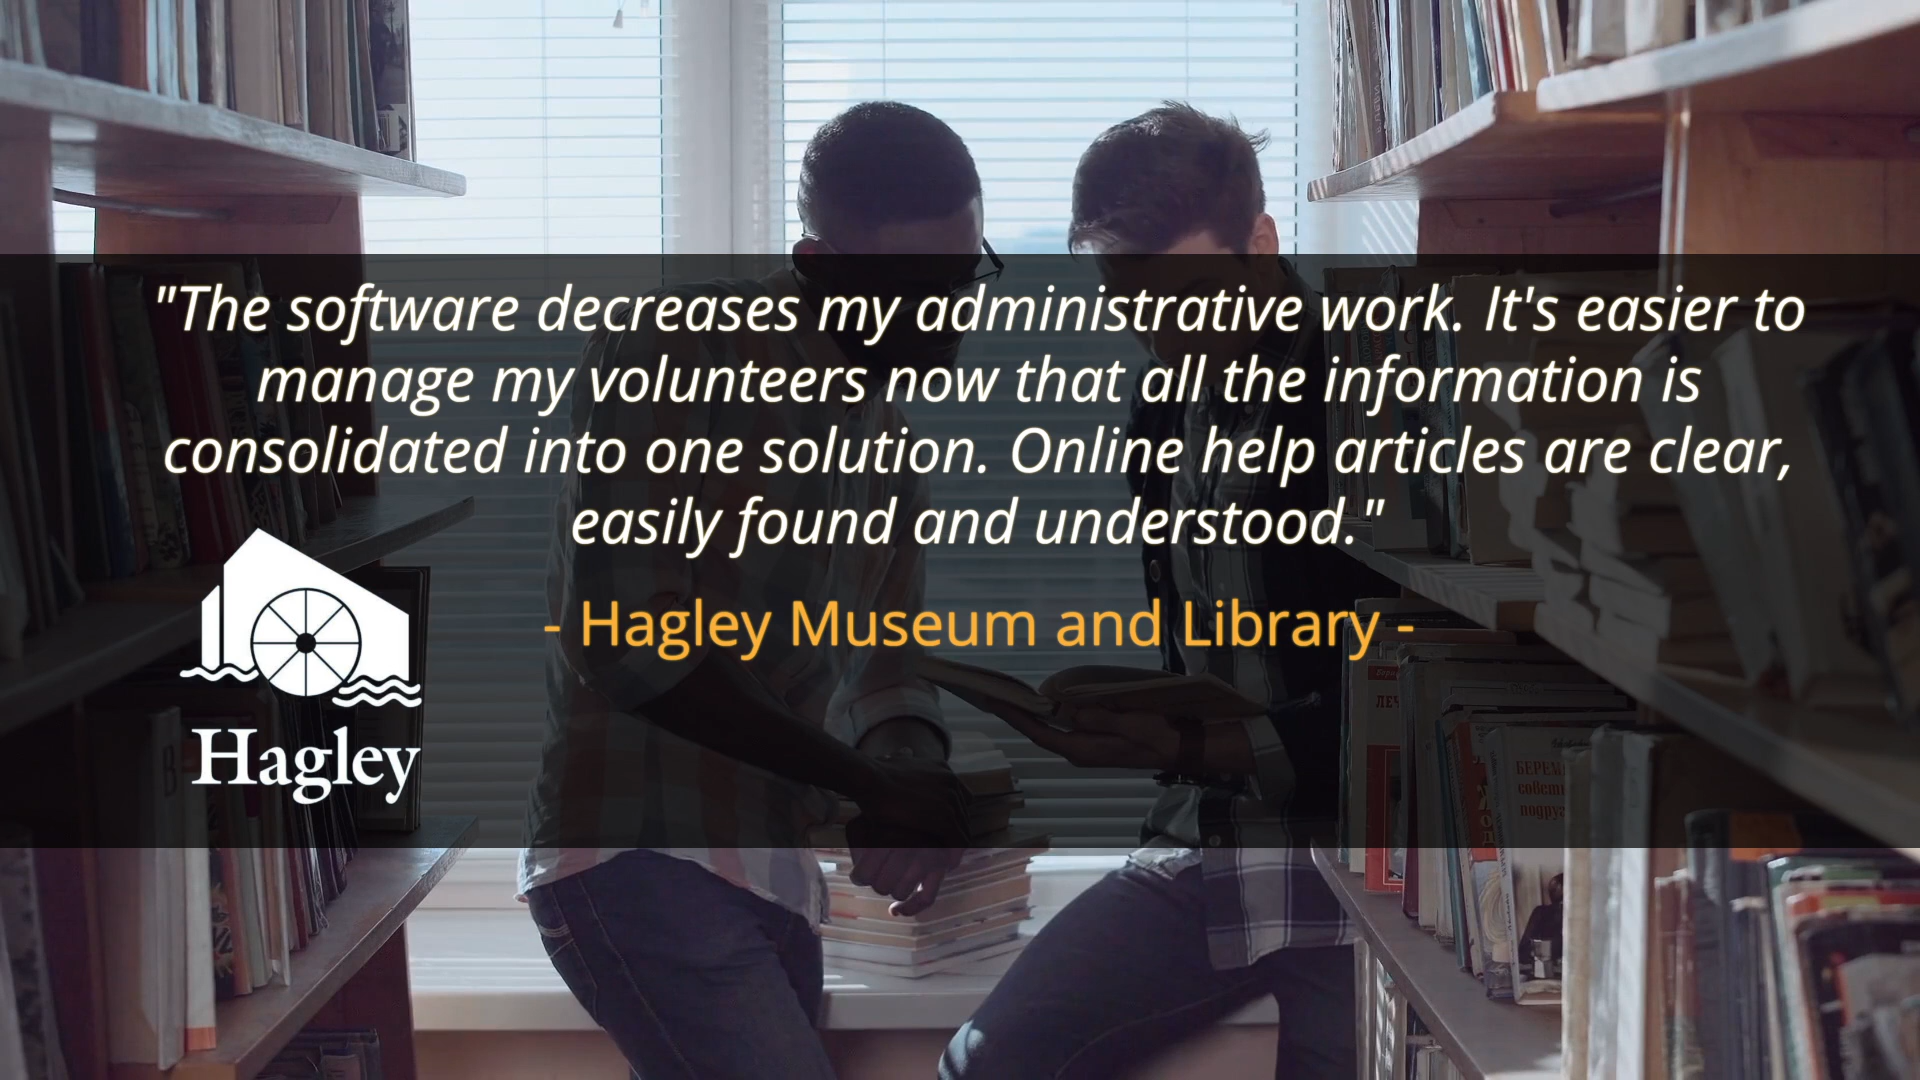 "The software decreases my administrative work. It's easier to
manage my volunteers now that all the information is
consolidated into one solution. Online help articles are clear,
easily found and understood."
- Hagley Museum and Library -
Hagley
советы